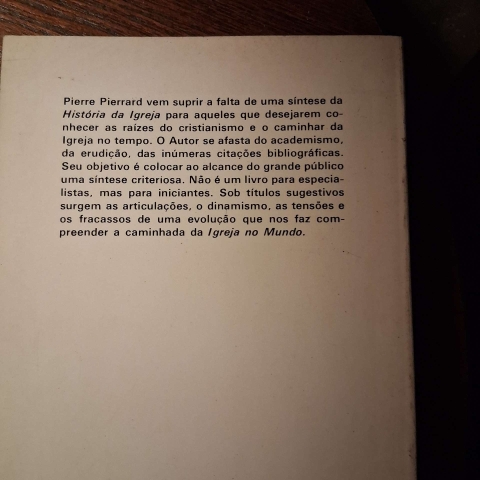 Pierre Pierrard vem suprir a falta de uma síntese da
História da Igreja para aqueles que desejarem co-
nhecer as raízes do cristianismo e o caminhar da
Igreja no tempo. O Autor se afasta do academismo,
da erudição, das inúmeras citações bibliográficas.
Seu objetivo é colocar ao alcance do grande público
uma síntese criteriosa. Não é um livro para especia-
listas, mas para iniciantes. Sob títulos sugestivos
surgem as articulações, o dinamismo, as tensões e
os fracassos de uma evolução que nos faz com-
preender a caminhada da Igreja no Mundo.